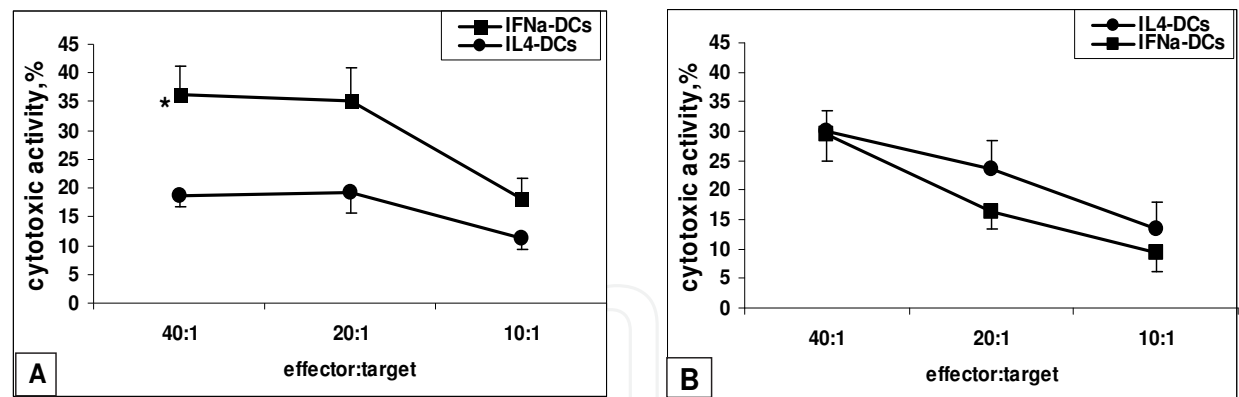 IFNa-DCs
IL4-DCs
cytotoxic activity,%
45
40
35
30
25
20
15
10
5
0
*
40:1 20:1 10:1
effector:target
A
IL4-DCs
IFNa-DCs
cytotoxic activity,%
45
40
35
30
25
20
15
10
5
0
40:1 20:1 10:1
effector:target
B